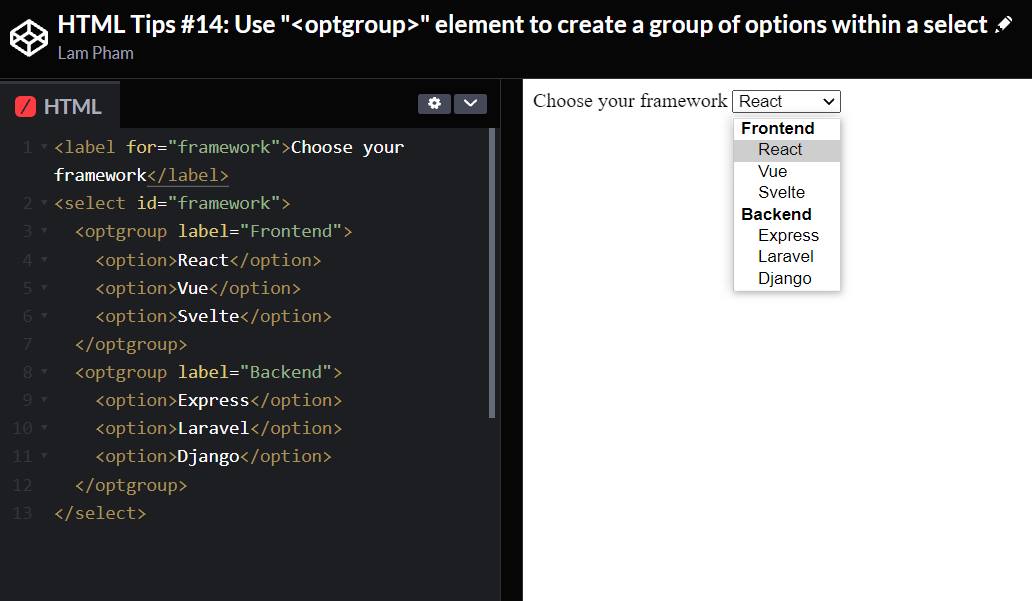 HTML Tips #14: Use "<optgroup>" element to create a group of options within a select
Lam Pham
HTML
1 <label for="framework">Choose your
framework</label>
2 <select id="framework">
3 <optgroup label="Frontend">
4 <option>React</option>
5 <option>Vue</option>
6 <option>Svelte</option>
7 </optgroup>
8 <optgroup label="Backend">
9 <option>Express</option>
10 <option>Laravel</option>
11 <option>Django</option>
12 </optgroup>
13 </select>
Choose your framework React
Frontend
React
Vue
Svelte
Backend
Express
Laravel
Django